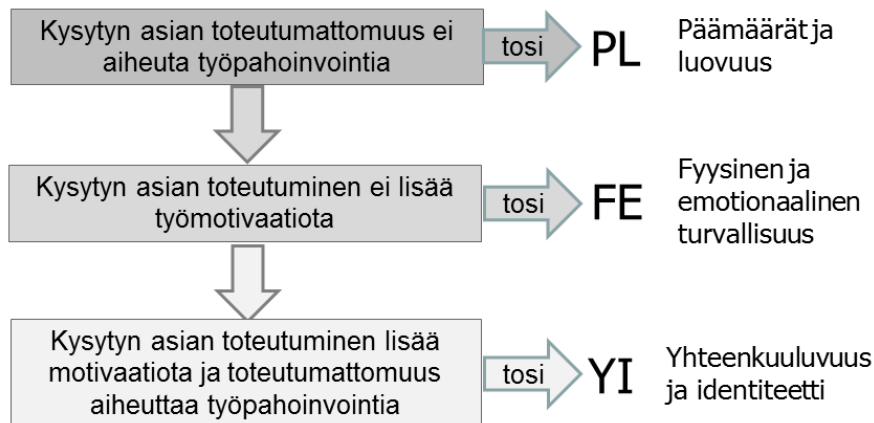 Kysytyn asian toteutumattomuus ei
aiheuta työpahoinvointia
tosi
PL
Päämäärät ja
luovuus
Kysytyn asian toteutuminen ei lisää
työmotivaatiota
tosi
FE
Fyysinen ja
emotionaalinen
turvallisuus
Kysytyn asian toteutuminen lisää
motivaatiota ja toteutumattomuus
aiheuttaa työpahoinvointia
tosi
YI
Yhteenkuuluvuus
ja identiteetti